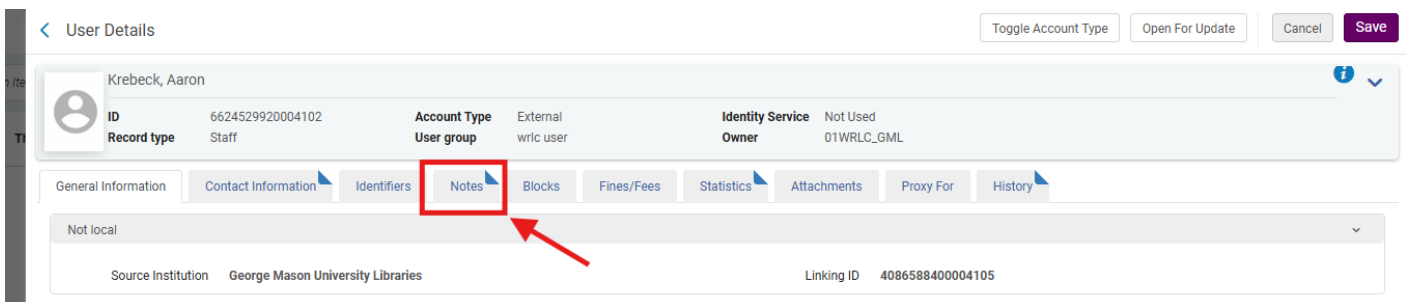 User Details Toggle Account Type Open For Update Cancel Save
Krebeck, Aaron
ID 6624529920004102 Account Type External Identity Service Not Used
Record type Staff User group wrlc user Owner 01WRLC_GML
General Information Contact Information Identifiers Notes Blocks Fines/Fees Statistics Attachments Proxy For History
Not local
Source Institution George Mason University Libraries Linking ID 4086588400004105